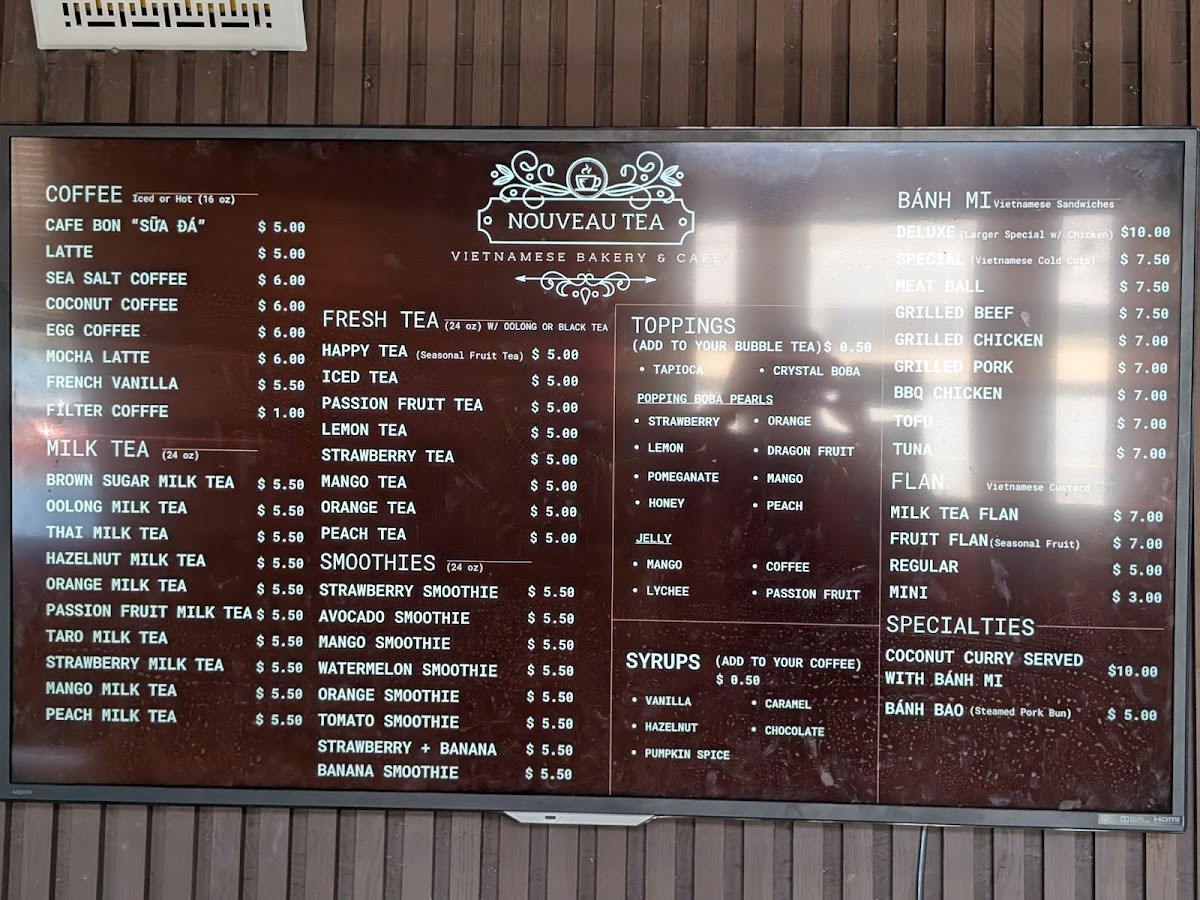 NOUVEAU TEA
VIETNAMESE BAKERY & CAFE
COFFEE Iced or Hot (16 oz)
CAFE BON “SỮA ĐÁ” $ 5.00
LATTE $ 5.00
SEA SALT COFFEE $ 6.00
COCONUT COFFEE $ 6.00
EGG COFFEE $ 6.00
MOCHA LATTE $ 6.00
FRENCH VANILLA $ 5.50
FILTER COFFFE $ 1.00
MILK TEA (24 oz)
BROWN SUGAR MILK TEA $ 5.50
OOLONG MILK TEA $ 5.50
THAI MILK TEA $ 5.50
HAZELNUT MILK TEA $ 5.50
ORANGE MILK TEA $ 5.50
PASSION FRUIT MILK TEA $ 5.50
TARO MILK TEA $ 5.50
STRAWBERRY MILK TEA $ 5.50
MANGO MILK TEA $ 5.50
PEACH MILK TEA $ 5.50
FRESH TEA (24 oz) W/ OOLONG OR BLACK TEA
HAPPY TEA (Seasonal Fruit Tea) $ 5.00
ICED TEA $ 5.00
PASSION FRUIT TEA $ 5.00
LEMON TEA $ 5.00
STRAWBERRY TEA $ 5.00
MANGO TEA $ 5.00
ORANGE TEA $ 5.00
PEACH TEA $ 5.00
SMOOTHIES (24 oz)
STRAWBERRY SMOOTHIE $ 5.50
AVOCADO SMOOTHIE $ 5.50
MANGO SMOOTHIE $ 5.50
WATERMELON SMOOTHIE $ 5.50
ORANGE SMOOTHIE $ 5.50
TOMATO SMOOTHIE $ 5.50
STRAWBERRY + BANANA $ 5.50
BANANA SMOOTHIE $ 5.50
TOPPINGS
(ADD TO YOUR BUBBLE TEA)$ 0.50
• TAPIOCA • CRYSTAL BOBA
POPPING BOBA PEARLS
• STRAWBERRY • ORANGE
• LEMON • DRAGON FRUIT
• POMEGANATE • MANGO
• HONEY • PEACH
JELLY
• MANGO • COFFEE
• LYCHEE • PASSION FRUIT
SYRUPS (ADD TO YOUR COFFEE)
$ 0.50
• VANILLA • CARAMEL
• HAZELNUT • CHOCOLATE
• PUMPKIN SPICE
BÁNH MI Vietnamese Sandwiches
DELUXE (Larger Special w/ Chicken) $10.00
SPECIAL (Vietnamese Cold Cuts) $ 7.50
MEAT BALL $ 7.50
GRILLED BEEF $ 7.50
GRILLED CHICKEN $ 7.00
GRILLED PORK $ 7.00
BBQ CHICKEN $ 7.00
TOFU $ 7.00
TUNA $ 7.00
FLAN Vietnamese Custard
MILK TEA FLAN $ 7.00
FRUIT FLAN(Seasonal Fruit) $ 7.00
REGULAR $ 5.00
MINI $ 3.00
SPECIALTIES
COCONUT CURRY SERVED
WITH BÁNH MI $10.00
BÁNH BAO (Steamed Pork Bun) $ 5.00
AQUOS
HDMI